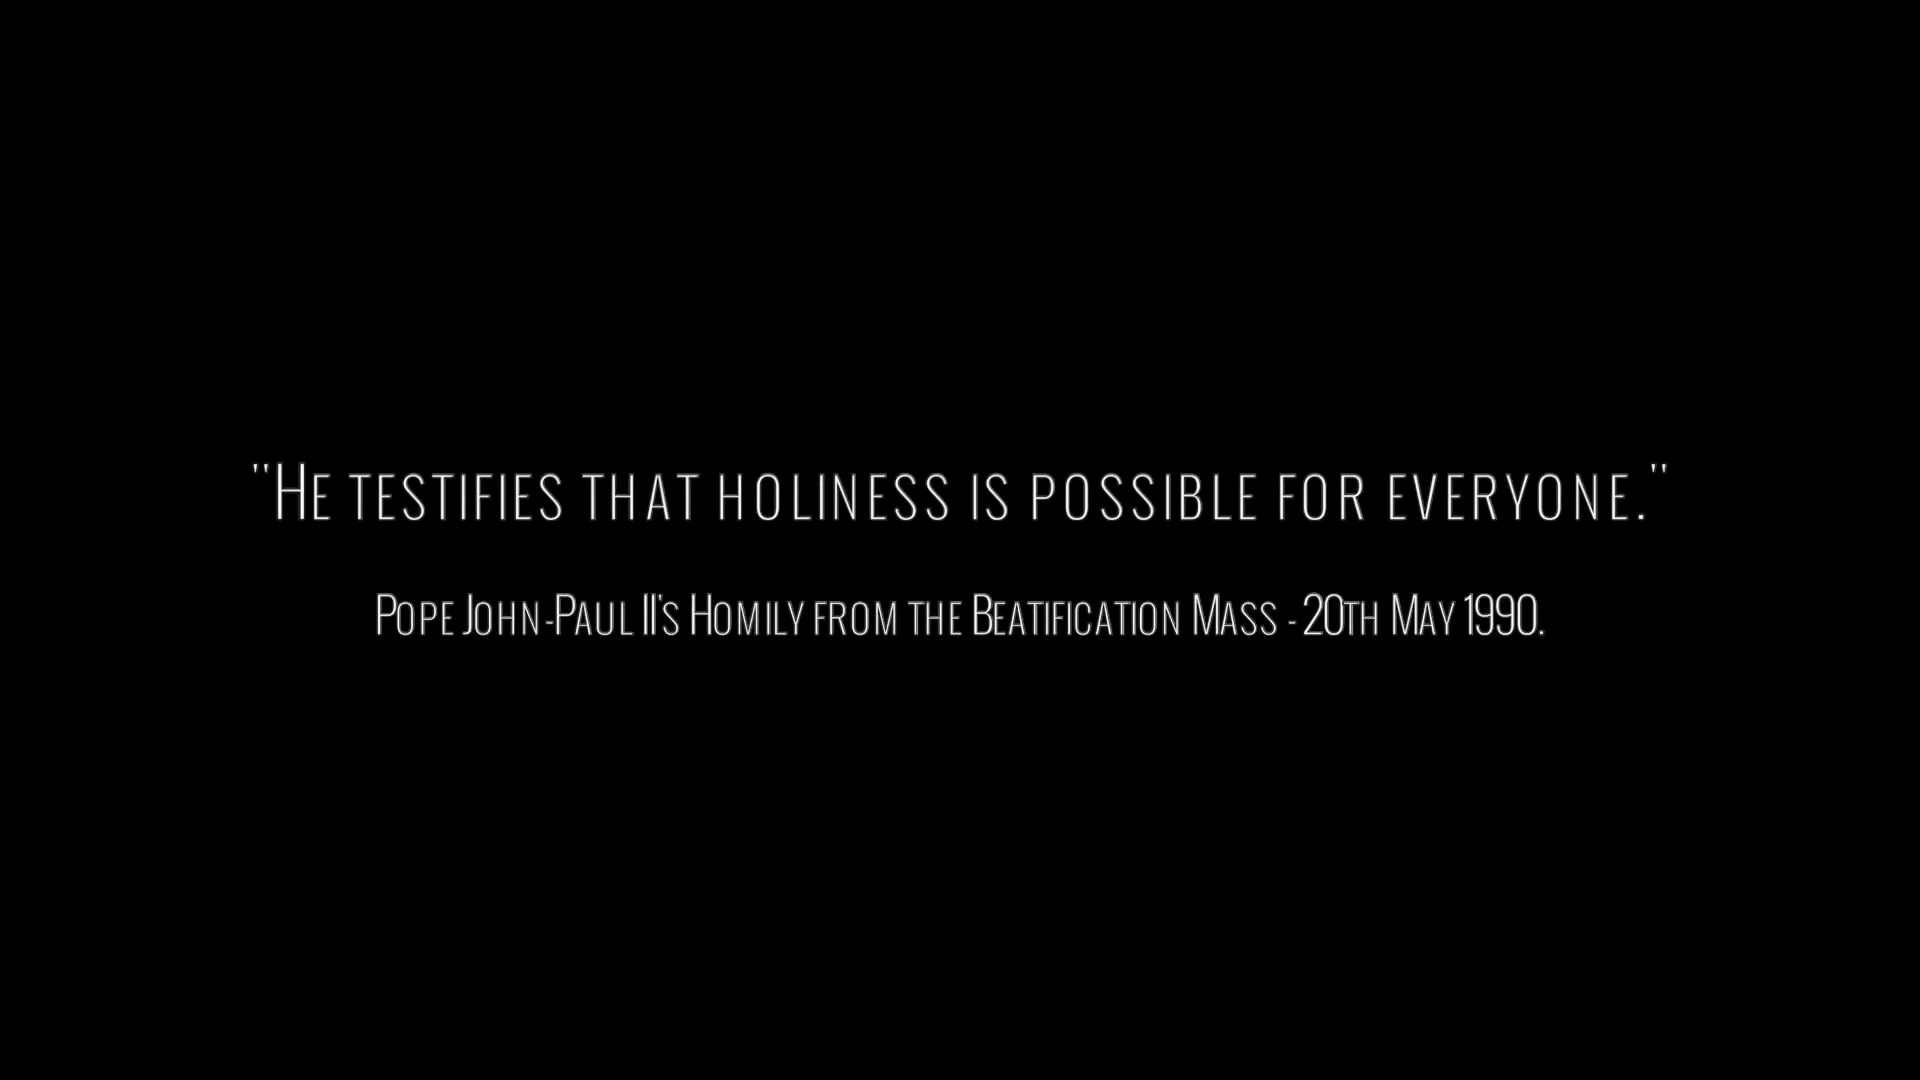 "He testifies that holiness is possible for everyone."
Pope John-Paul II's Homily from the Beatification Mass - 20th May 1990.